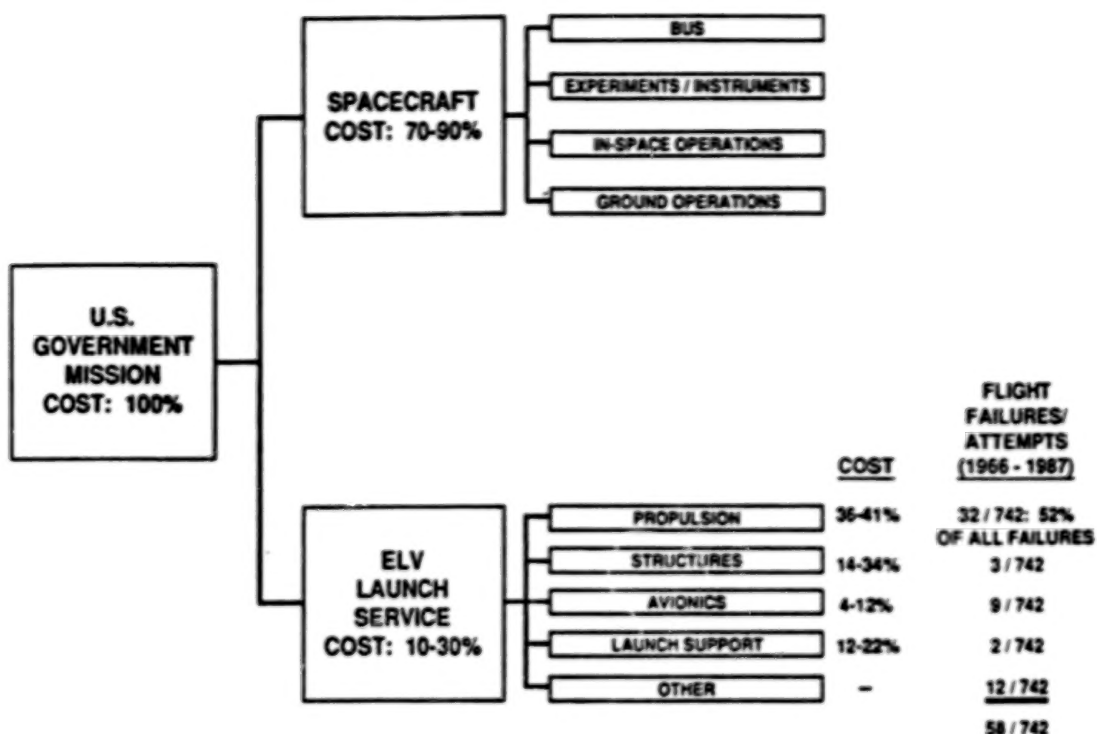 BUS
EXPERIMENTS / INSTRUMENTS
SPACECRAFT
COST: 70-90%
IN-SPACE OPERATIONS
GROUND OPERATIONS
U.S.
GOVERNMENT
MISSION
COST: 100%
FLIGHT
FAILURES/
ATTEMPTS
COST
(1966 - 1987)
PROPULSION 36-41% 32 / 742: 52%
OF ALL FAILURES
STRUCTURES 14-34% 3 / 742
ELV
LAUNCH
SERVICE
COST: 10-30%
AVIONICS 4-12% 9 / 742
LAUNCH SUPPORT 12-22% 2 / 742
OTHER – 12 / 742
58 / 742